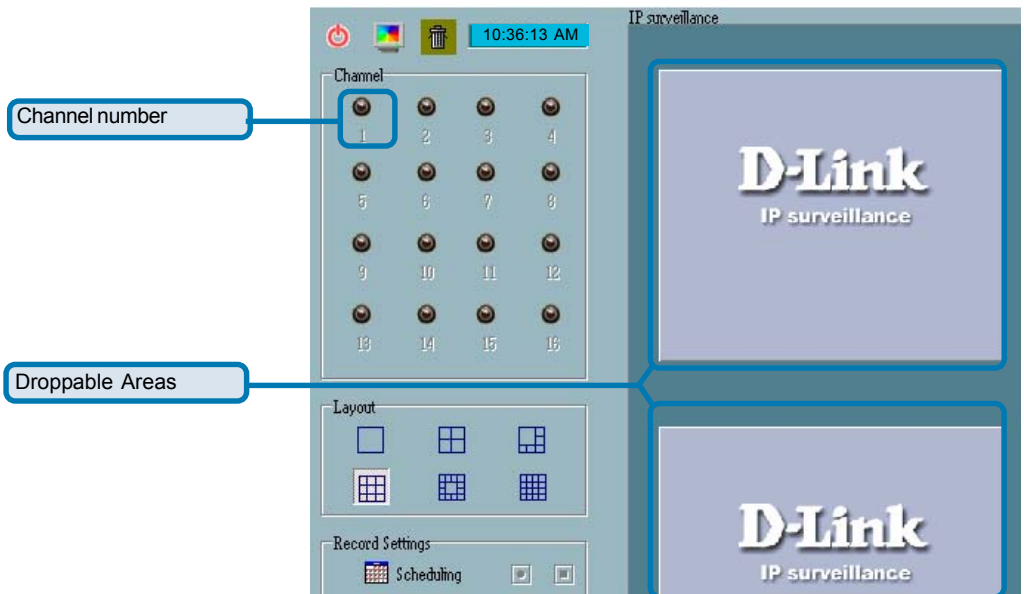 IP surveillance
10:36:13 AM
Channel
Channel number
1 2 3 4
5 6 7 8
9 10 11 12
13 14 15 16
D-Link
IP surveillance
Droppable Areas
Layout
Record Settings
Scheduling
D-Link
IP surveillance